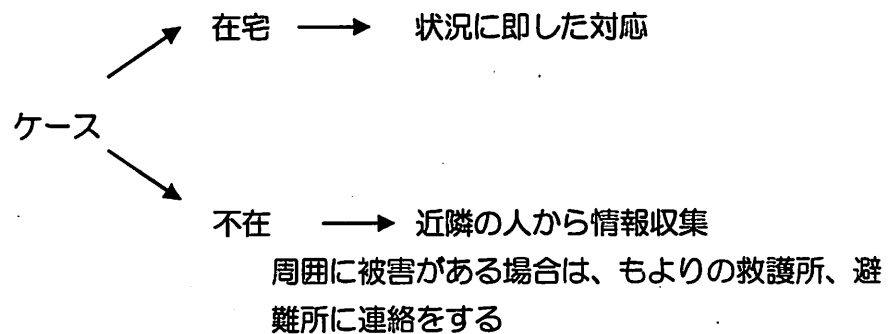 在宅 → 状況に即した対応
ケース
不在 → 近隣の人から情報収集
周囲に被害がある場合は、もよりの救護所、避
難所に連絡をする